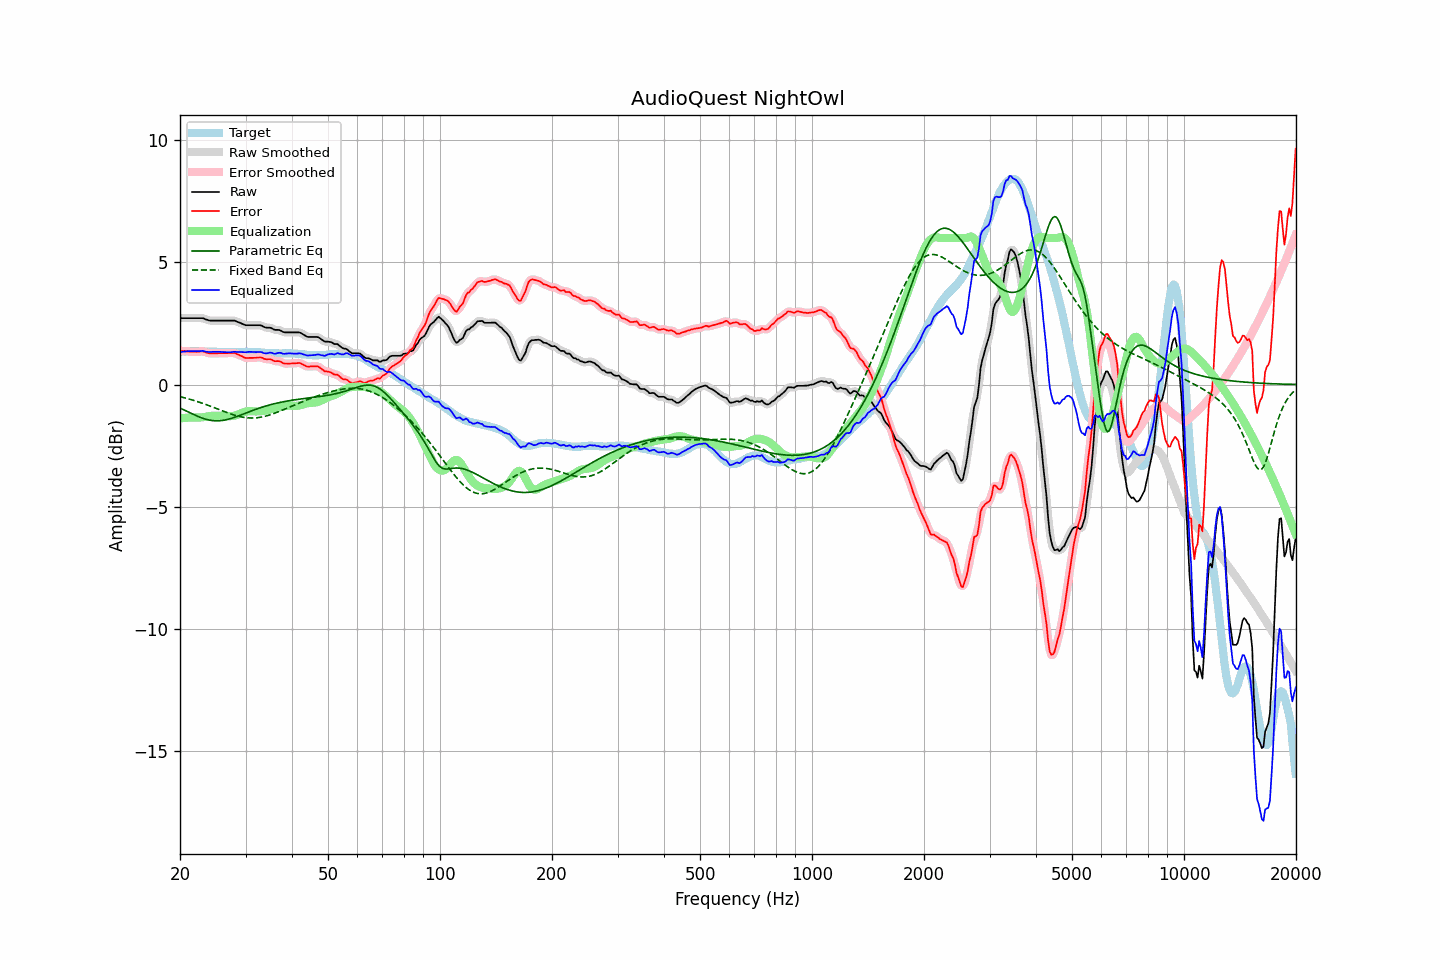 AudioQuest NightOwl
Target
Raw Smoothed
Error Smoothed
Raw
Error
Equalization
Parametric Eq
Fixed Band Eq
Equalized
10
5
0
−5
−10
−15
Amplitude (dBr)
20
50
100
200
500
1000
2000
5000
10000
20000
Frequency (Hz)